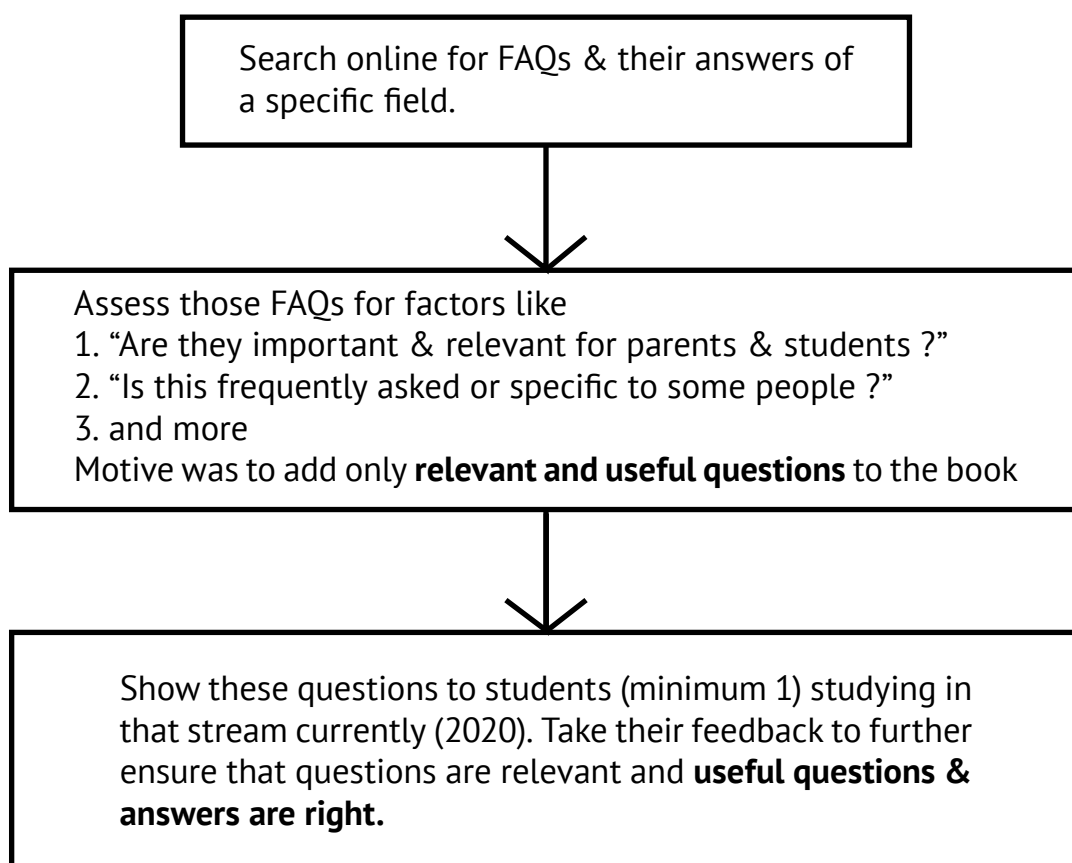 Search online for FAQs & their answers of
a specific field.
Assess those FAQs for factors like
1. “Are they important & relevant for parents & students ?”
2. “Is this frequently asked or specific to some people ?”
3. and more
Motive was to add only relevant and useful questions to the book
Show these questions to students (minimum 1) studying in
that stream currently (2020). Take their feedback to further
ensure that questions are relevant and useful questions &
answers are right.